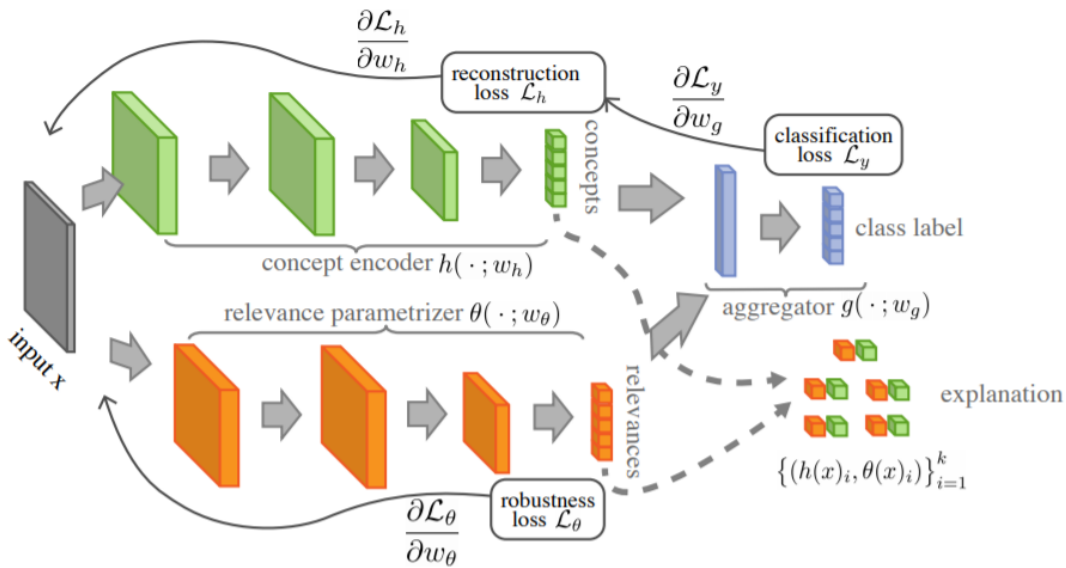 ∂ℒ_h / ∂w_h
reconstruction
loss ℒ_h
∂ℒ_y / ∂w_g
classification
loss ℒ_y
concepts
class label
concept encoder h( · ; w_h)
aggregator g( · ; w_g)
relevance parametrizer θ( · ; w_θ)
input x
relevances
explanation
{(h(x)_i, θ(x)_i)}_{i=1}^k
robustness
loss ℒ_θ
∂ℒ_θ / ∂w_θ